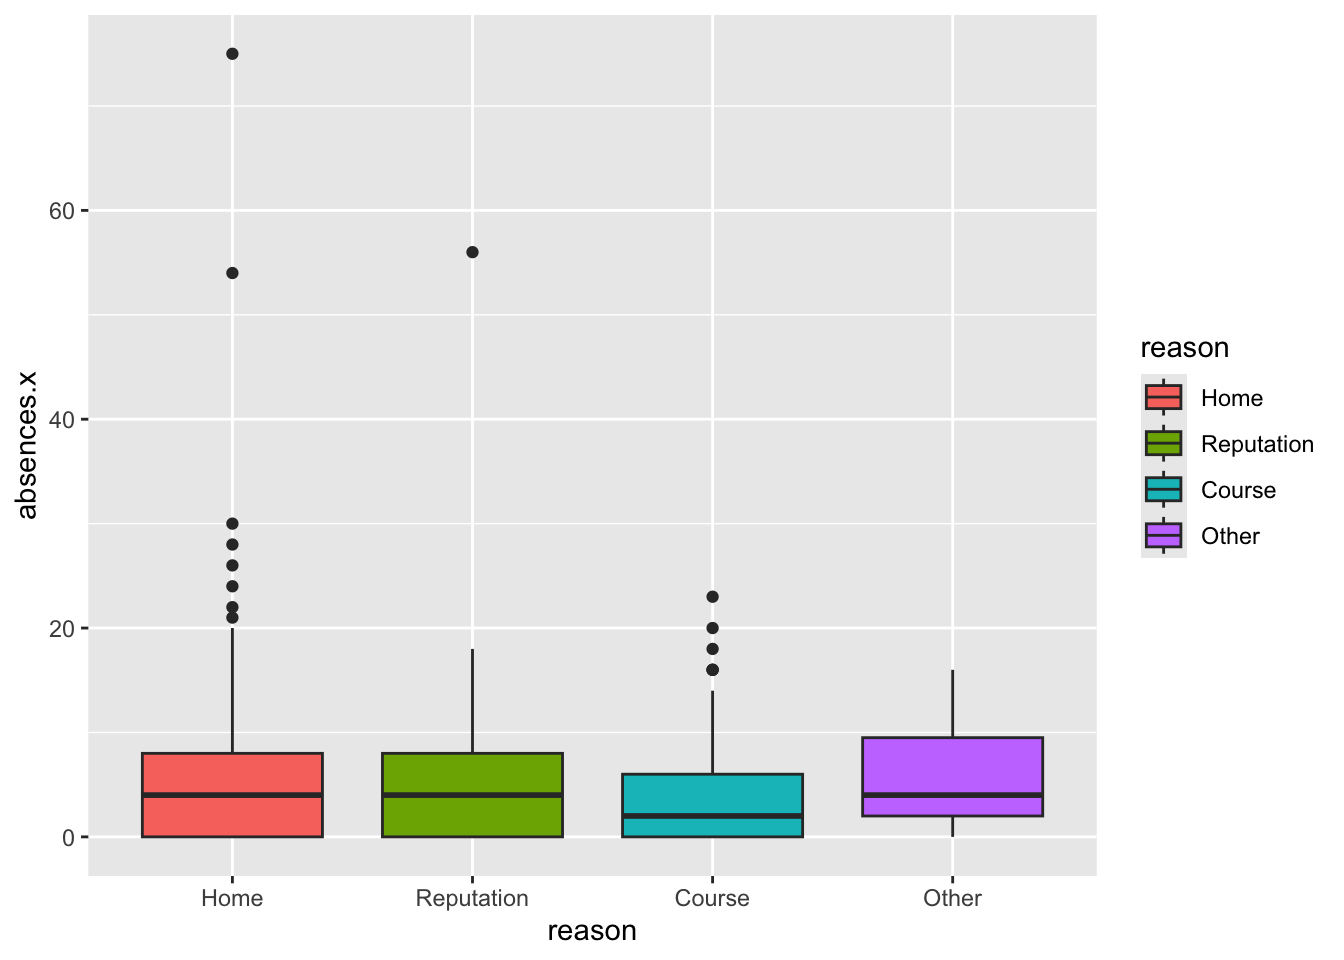 absences.x
60
40
20
0
Home Reputation Course Other
reason
reason
Home
Reputation
Course
Other